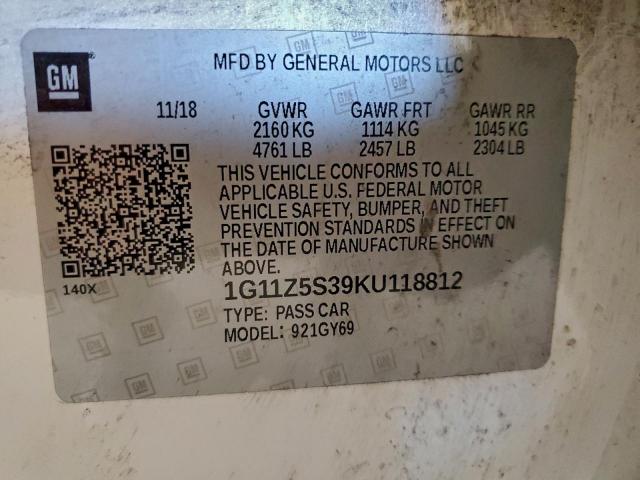 GM
MFD BY GENERAL MOTORS LLC
11/18 GVWR GAWR FRT GAWR RR
2160 KG 1114 KG 1045 KG
4761 LB 2457 LB 2304 LB
THIS VEHICLE CONFORMS TO ALL
APPLICABLE U.S. FEDERAL MOTOR
VEHICLE SAFETY, BUMPER, AND THEFT
PREVENTION STANDARDS IN EFFECT ON
THE DATE OF MANUFACTURE SHOWN
ABOVE.
140X
1G11Z5S39KU118812
TYPE: PASS CAR
MODEL: 921GY69